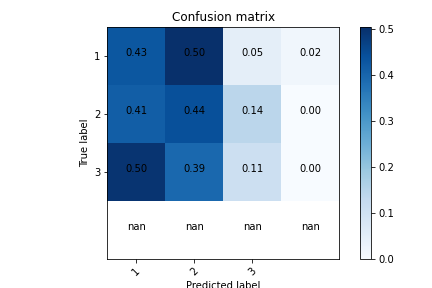 Confusion matrix
0.43 0.50 0.05 0.02
0.41 0.44 0.14 0.00
0.50 0.39 0.11 0.00
nan nan nan nan
1
2
3
True label
1 2 3
Predicted label
0.5
0.4
0.3
0.2
0.1
0.0